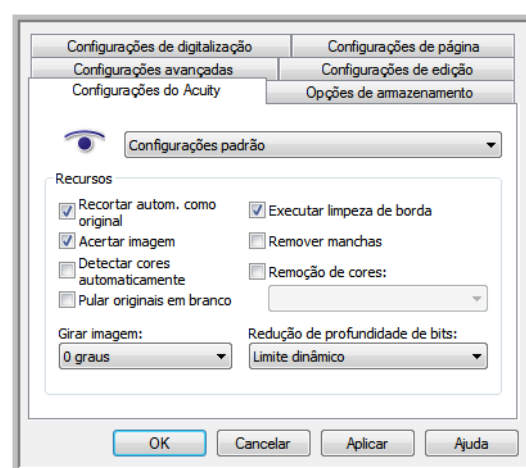 Configurações de digitalização
Configurações de página
Configurações avançadas
Configurações de edição
Configurações do Acuity
Opções de armazenamento
Configurações padrão
Recursos
Recortar autom. como
original
Executar limpeza de borda
Acertar imagem
Remover manchas
Detectar cores
automaticamente
Remoção de cores:
Pular originais em branco
Girar imagem:
Redução de profundidade de bits:
0 graus
Limite dinâmico
OK
Cancelar
Aplicar
Ajuda